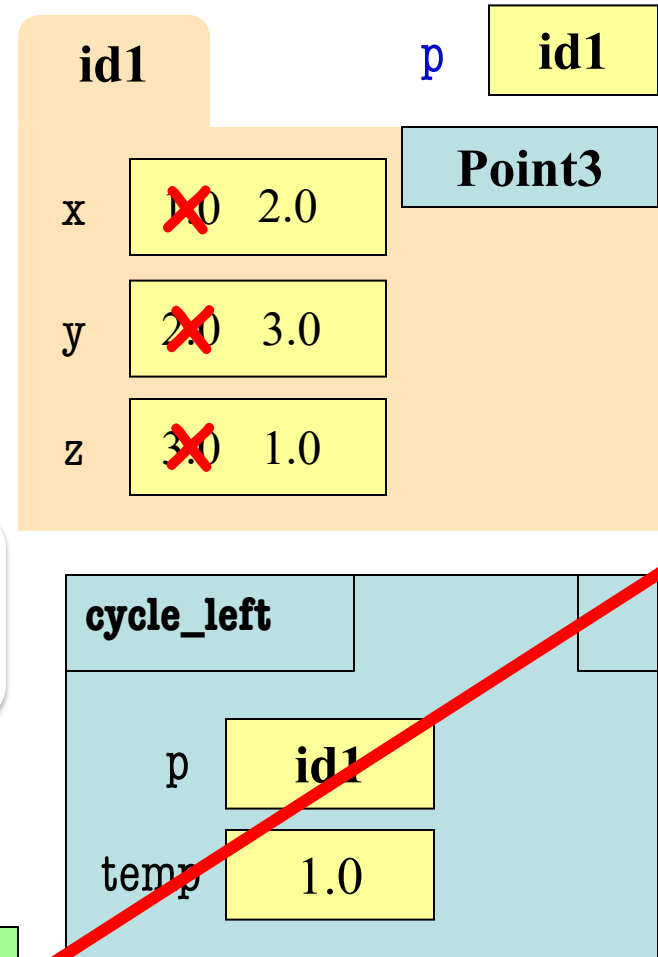 id1 p id1
Point3
x 1.0 2.0
y 2.0 3.0
z 3.0 1.0
cycle_left
p id1
temp 1.0